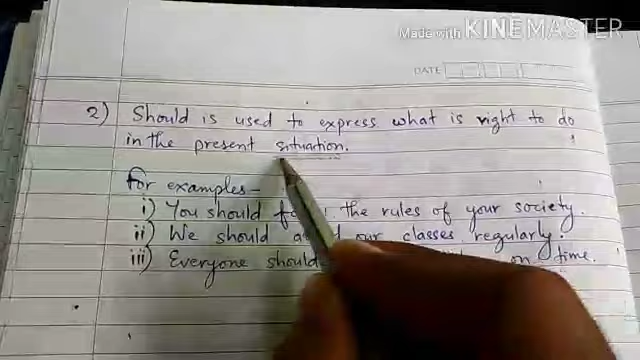 Made with KINEMASTER
DATE
2) Should is used to express what is right to do
in the present situation.
for examples-
i) You should the rules of your society.
ii) We should our classes regularly.
iii) Everyone should on time.